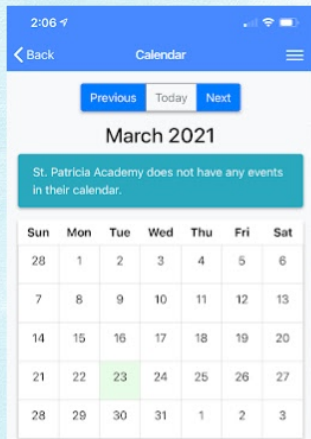 2:06
Back Calendar
Previous Today Next
March 2021
St. Patricia Academy does not have any events
in their calendar.
Sun Mon Tue Wed Thu Fri Sat
28 1 2 3 4 5 6
7 8 9 10 11 12 13
14 15 16 17 18 19 20
21 22 23 24 25 26 27
28 29 30 31 1 2 3